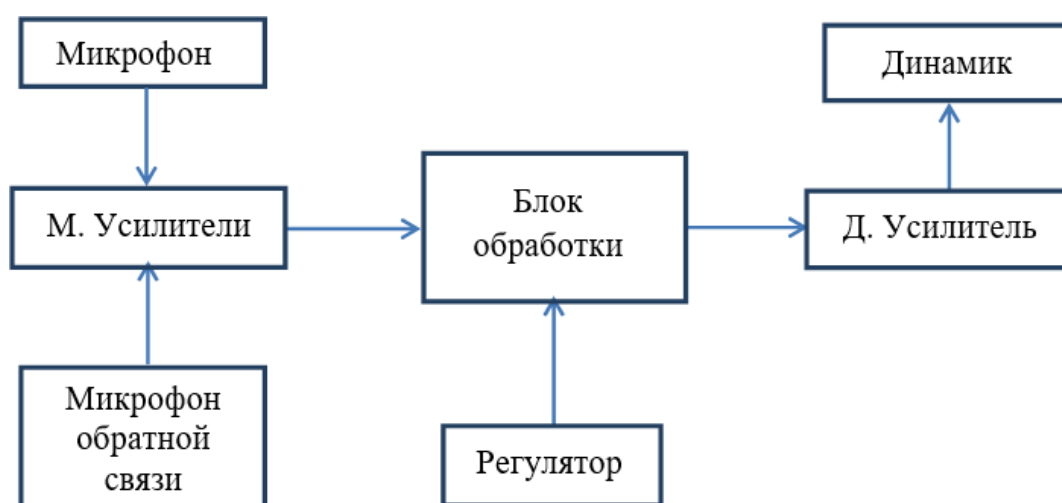 Микрофон
Динамик
М. Усилители
Блок
обработки
Д. Усилитель
Микрофон
обратной
связи
Регулятор